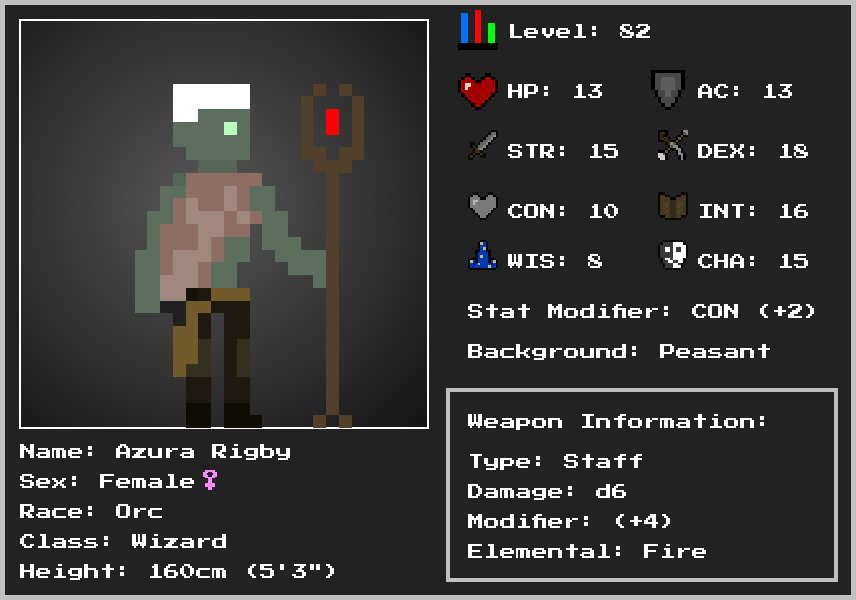 Level: 82
HP: 13 AC: 13
STR: 15 DEX: 18
CON: 10 INT: 16
WIS: 8 CHA: 15
Stat Modifier: CON (+2)
Background: Peasant
Weapon Information:
Type: Staff
Damage: d6
Modifier: (+4)
Elemental: Fire
Name: Azura Rigby
Sex: Female♀
Race: Orc
Class: Wizard
Height: 160cm (5'3")